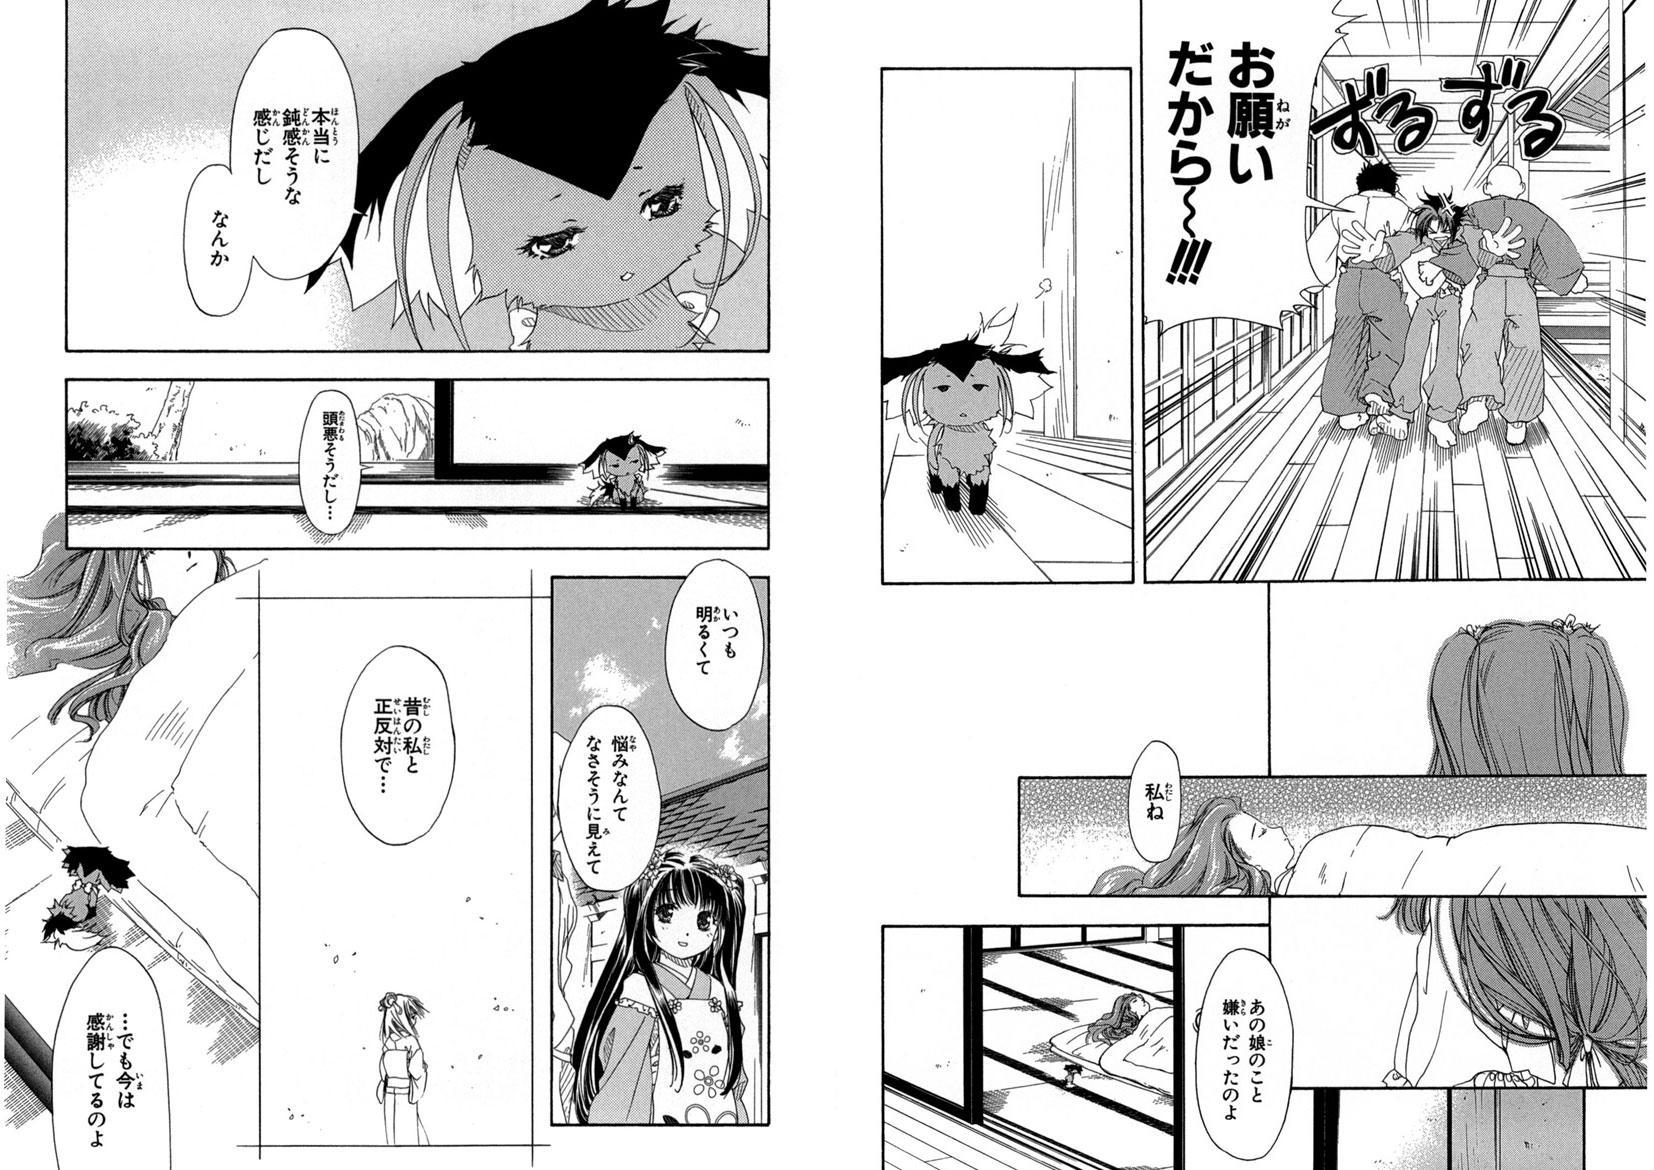 お願い
だから～!!!
ずるずる
私ね
あの娘のこと
嫌いだったのよ
本当に
鈍感そうな
感じだし
なんか
頭悪そうだし…
いつも
明るくて
悩みなんて
なさそうに見えて
昔の私と
正反対で…
…でも今は
感謝してるのよ